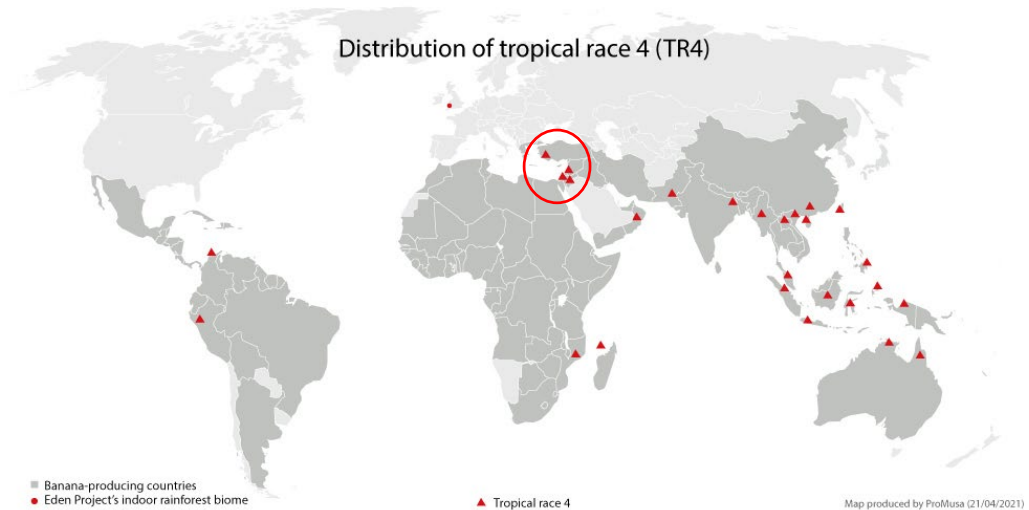 Distribution of tropical race 4 (TR4)
Banana-producing countries
Eden Project's indoor rainforest biome
Tropical race 4
Map produced by ProMusa (21/04/2021)